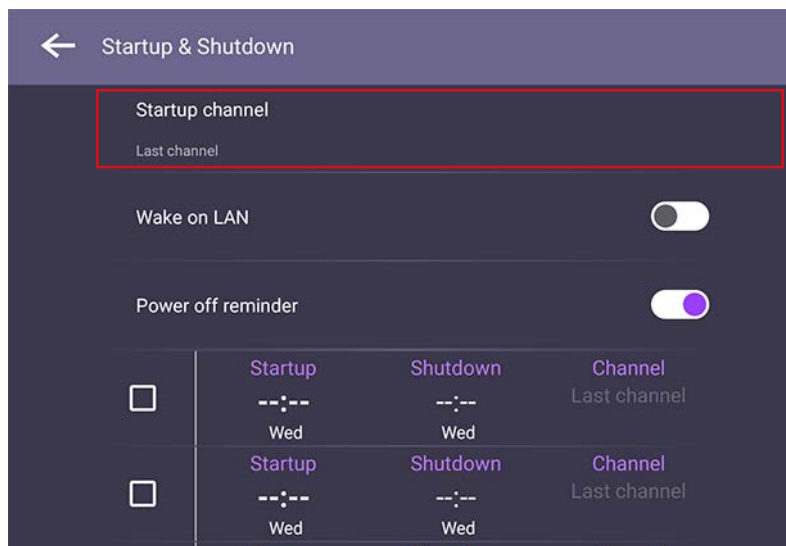 Startup & Shutdown
Startup channel
Last channel
Wake on LAN
Power off reminder
Startup Shutdown Channel
--:-- --:-- Last channel
Wed Wed
Startup Shutdown Channel
--:-- --:-- Last channel
Wed Wed